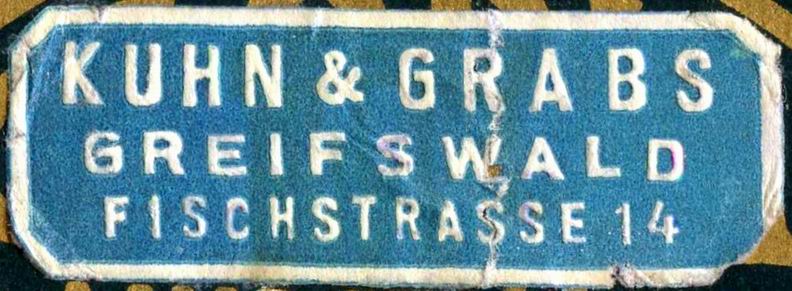 KUHN & GRABS
GREIFSWALD
FISCHSTRASSE 14